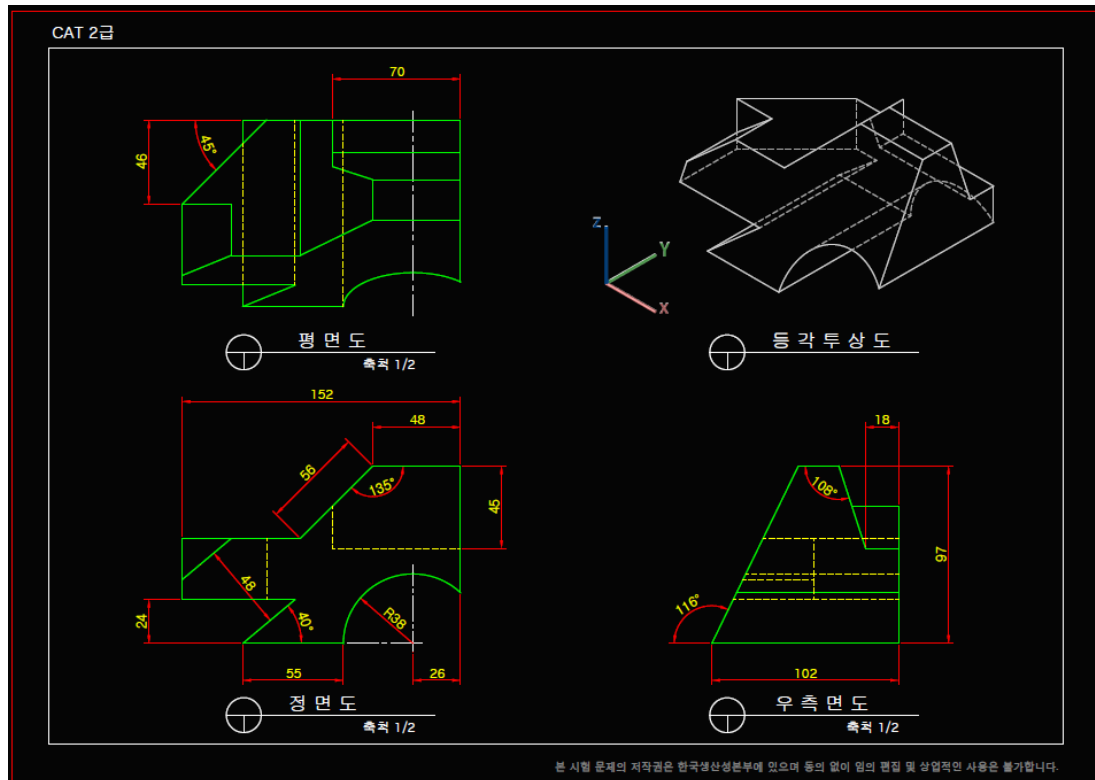 CAT 2급
70
45°
46
평면도
축척 1/2
Z
Y
X
등각투상도
152
48
56
135°
45
48
24
40°
R38
55
26
정면도
축척 1/2
18
108°
97
116°
102
우측면도
축척 1/2
본 시험 문제의 저작권은 한국생산성본부에 있으며 동의 없이 임의 편집 및 상업적인 사용은 불가합니다.